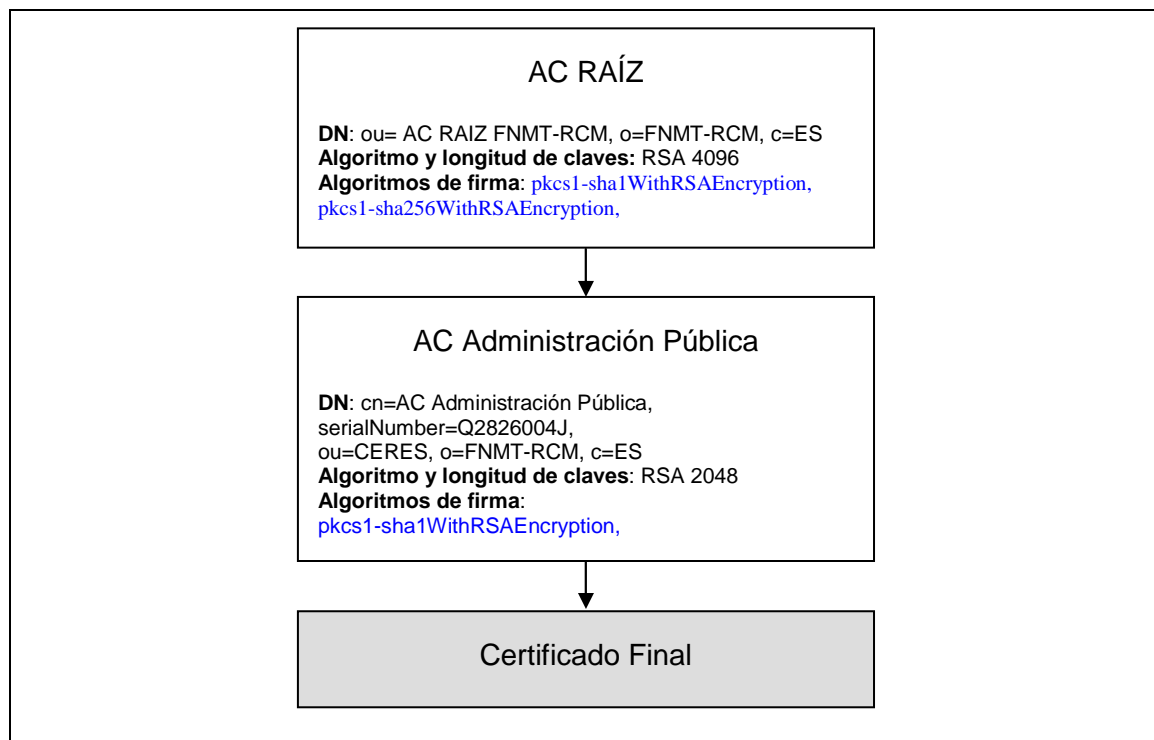 AC RAÍZ
DN: ou= AC RAIZ FNMT-RCM, o=FNMT-RCM, c=ES
Algoritmo y longitud de claves: RSA 4096
Algoritmos de firma: pkcs1-sha1WithRSAEncryption,
pkcs1-sha256WithRSAEncryption,
AC Administración Pública
DN: cn=AC Administración Pública,
serialNumber=Q2826004J,
ou=CERES, o=FNMT-RCM, c=ES
Algoritmo y longitud de claves: RSA 2048
Algoritmos de firma:
pkcs1-sha1WithRSAEncryption,
Certificado Final